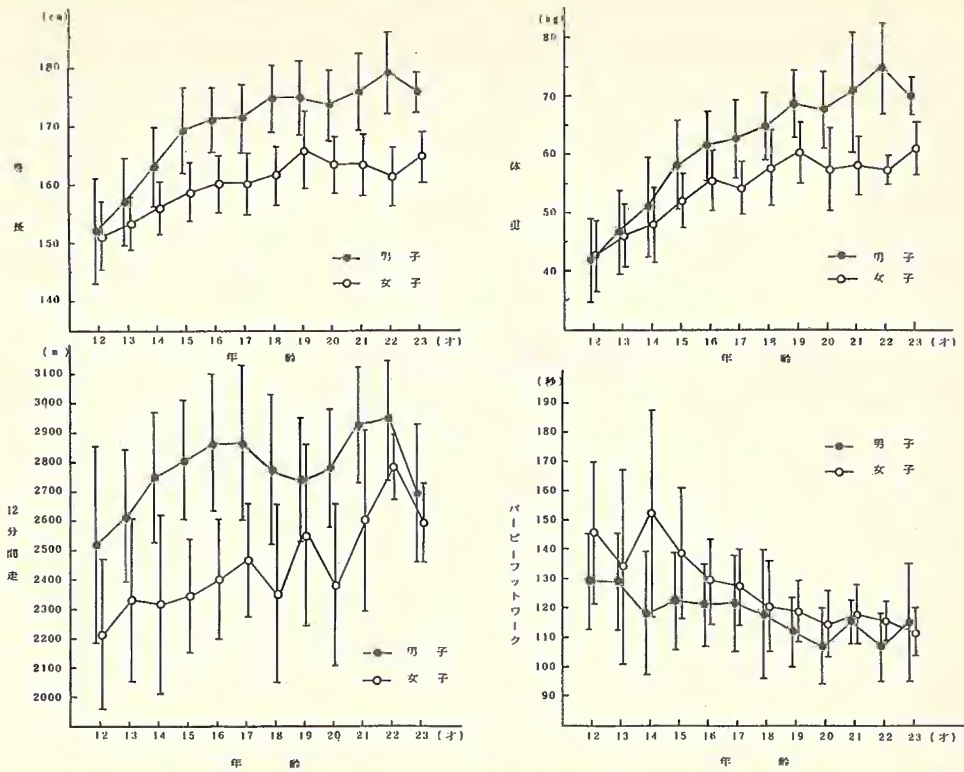 (cm)
180
170
160
150
140
身
長
男子
女子
12 13 14 15 16 17 18 19 20 21 22 23 (才)
年齢
(kg)
80
70
60
50
40
体
重
男子
女子
12 13 14 15 16 17 18 19 20 21 22 23 (才)
年齢
(m)
3100
3000
2900
2800
2700
2600
2500
2400
2300
2200
2100
2000
12
分
間
走
男子
女子
12 13 14 15 16 17 18 19 20 21 22 23 (才)
年齢
(秒)
190
180
170
160
150
140
130
120
110
100
90
バーピーフットワーク
男子
女子
12 13 14 15 16 17 18 19 20 21 22 23 (才)
年齢